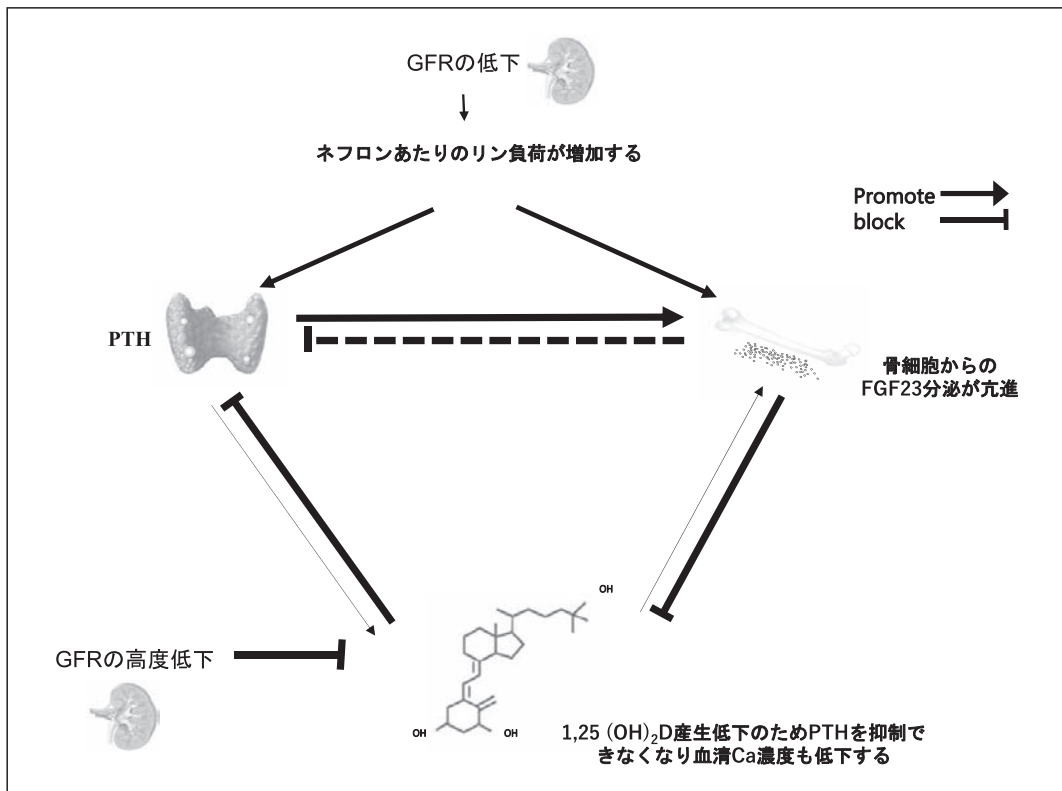 GFRの低下
ネフロンあたりのリン負荷が増加する
Promote
block
PTH
骨細胞からの
FGF23分泌が亢進
OH
GFRの高度低下
OH
OH
1,25 (OH)₂D産生低下のためPTHを抑制で
きなくなり血清Ca濃度も低下する